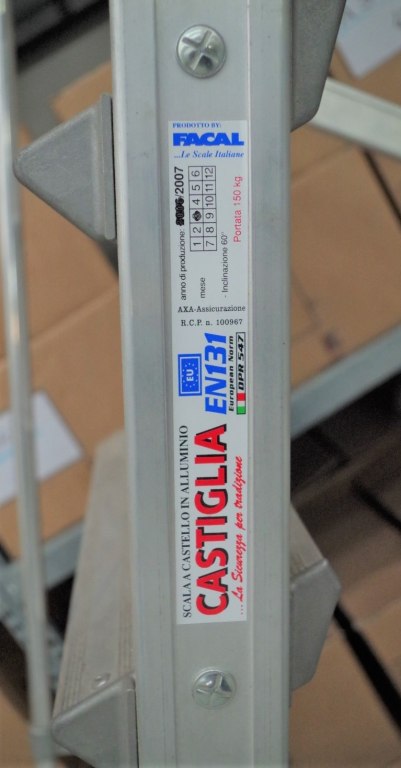 PRODOTTO BY:
FACAL
...Le Scale Italiane
anno di produzione: 2007
mese
1 2 4 5 6
7 8 9 10 11 12
- Inclinazione 60°
Portata 150 kg
AXA-Assicurazione
R.C.P. n. 100967
EU
EN131
European Norm
DPR 547
SCALA A CASTELLO IN ALLUMINIO
CASTIGLIA
... La Sicurezza per tradizione